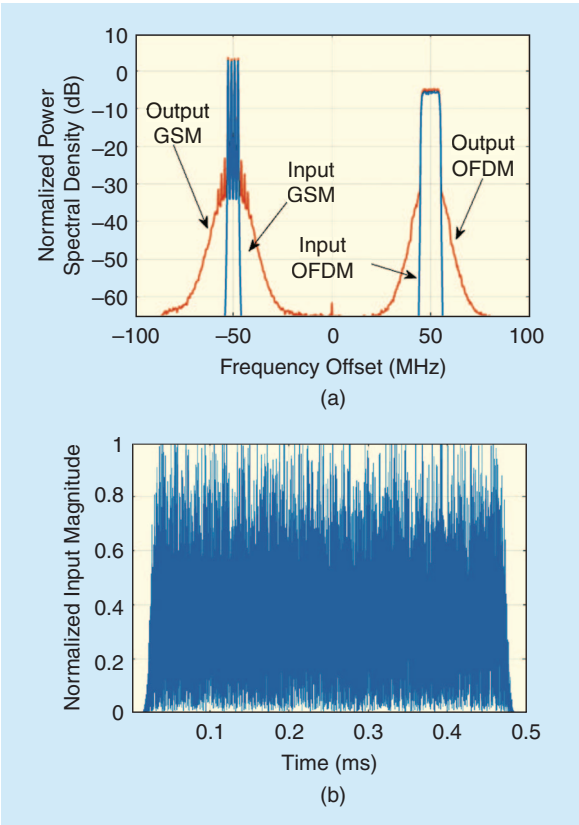 Normalized Power
Spectral Density (dB)
10
0
–10
–20
–30
–40
–50
–60
Output
GSM
Input
GSM
Output
OFDM
Input
OFDM
–100
–50
0
50
100
Frequency Offset (MHz)
(a)
Normalized Input Magnitude
1
0.8
0.6
0.4
0.2
0
0.1
0.2
0.3
0.4
0.5
Time (ms)
(b)